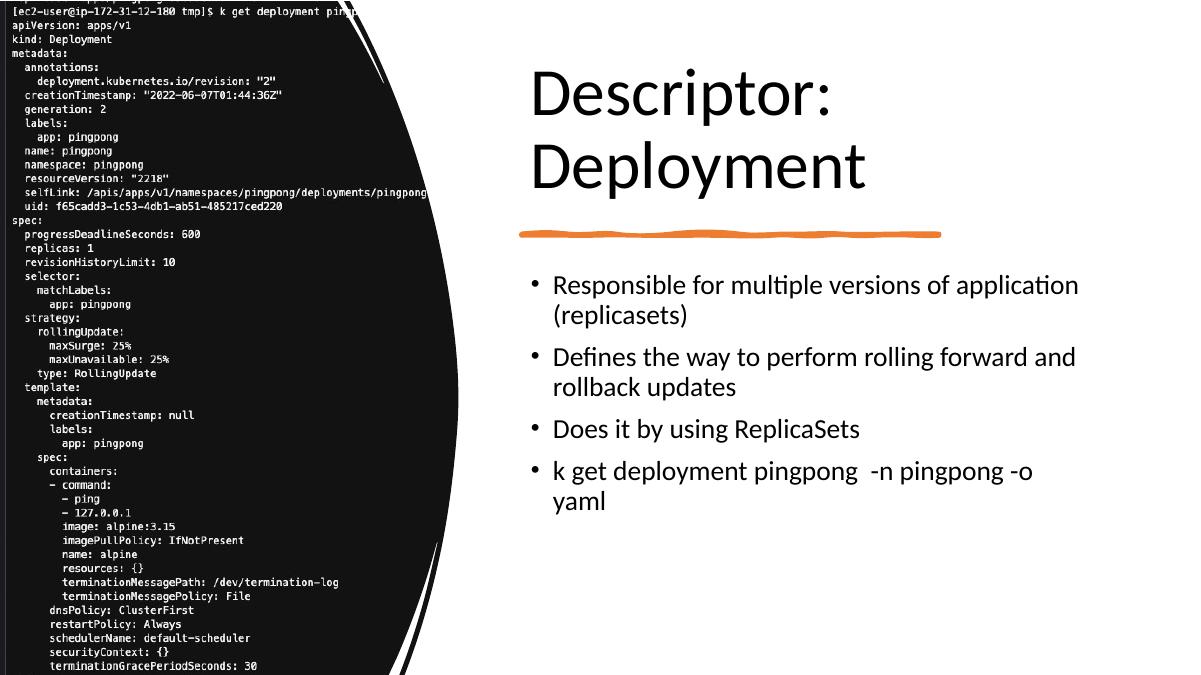 [ec2-user@ip-172-31-12-180 tmp]$ k get deployment pingp
apiVersion: apps/v1
kind: Deployment
metadata:
  annotations:
    deployment.kubernetes.io/revision: "2"
  creationTimestamp: "2022-06-07T01:44:36Z"
  generation: 2
  labels:
    app: pingpong
  name: pingpong
  namespace: pingpong
  resourceVersion: "2218"
  selfLink: /apis/apps/v1/namespaces/pingpong/deployments/pingpong
  uid: f65cadd3-1c53-4db1-ab51-485217ced220
spec:
  progressDeadlineSeconds: 600
  replicas: 1
  revisionHistoryLimit: 10
  selector:
    matchLabels:
      app: pingpong
  strategy:
    rollingUpdate:
      maxSurge: 25%
      maxUnavailable: 25%
    type: RollingUpdate
  template:
    metadata:
      creationTimestamp: null
      labels:
        app: pingpong
    spec:
      containers:
      - command:
        - ping
        - 127.0.0.1
        image: alpine:3.15
        imagePullPolicy: IfNotPresent
        name: alpine
        resources: {}
        terminationMessagePath: /dev/termination-log
        terminationMessagePolicy: File
      dnsPolicy: ClusterFirst
      restartPolicy: Always
      schedulerName: default-scheduler
      securityContext: {}
      terminationGracePeriodSeconds: 30
Descriptor:
Deployment
• Responsible for multiple versions of application
(replicasets)
• Defines the way to perform rolling forward and
rollback updates
• Does it by using ReplicaSets
• k get deployment pingpong  -n pingpong -o
yaml